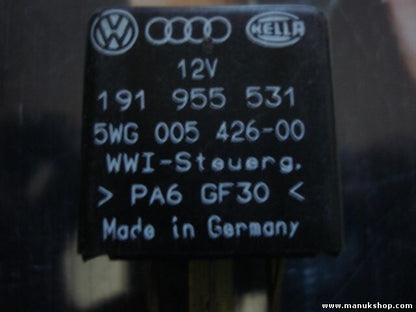 VW HELLA
12V
191 955 531
5WG 005 426-00
WWI-Steuerg.
> PA6 GF30 <
Made in Germany
www.manukshop.com